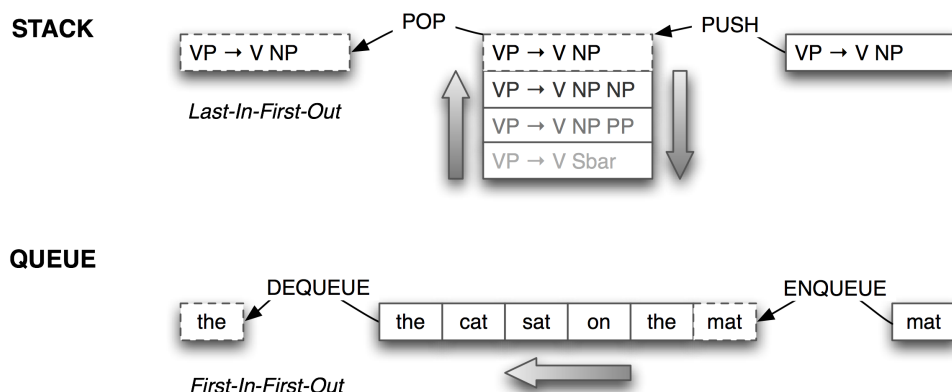 STACK
POP
PUSH
VP → V NP
VP → V NP
VP → V NP
Last-In-First-Out
VP → V NP NP
VP → V NP PP
VP → V Sbar
QUEUE
DEQUEUE
ENQUEUE
the
the cat sat on the mat
mat
First-In-First-Out